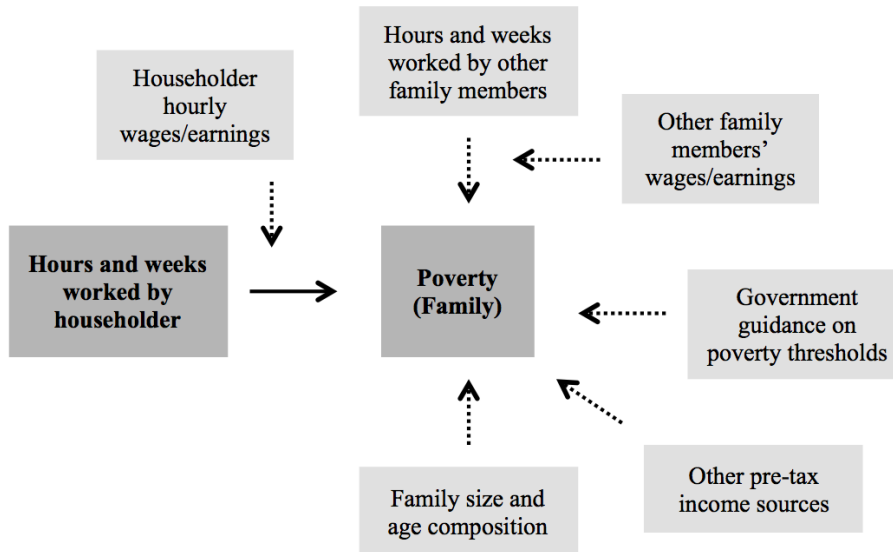 Hours and weeks
worked by other
family members
Householder
hourly
wages/earnings
Other family
members’
wages/earnings
Hours and weeks
worked by
householder
Poverty
(Family)
Government
guidance on
poverty thresholds
Family size and
age composition
Other pre-tax
income sources